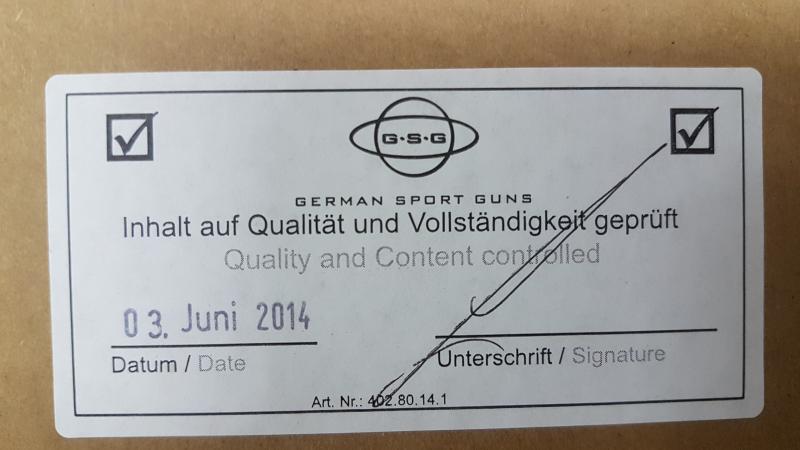 G·S·G
GERMAN SPORT GUNS
Inhalt auf Qualität und Vollständigkeit geprüft
Quality and Content controlled
03. Juni 2014
Datum / Date
Unterschrift / Signature
Art. Nr.: 402.80.14.1